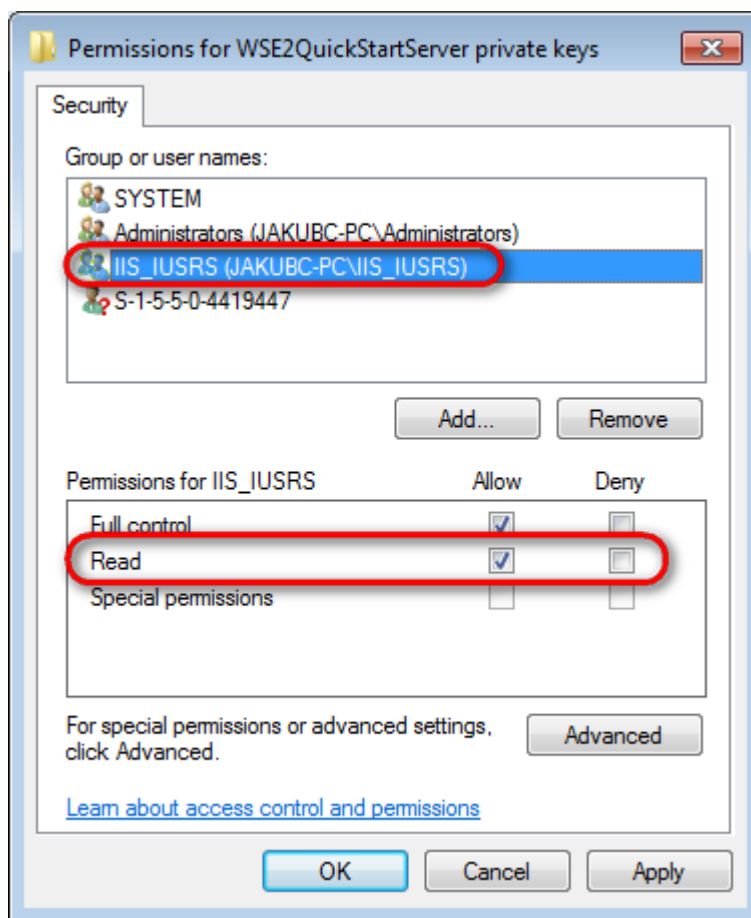 Permissions for WSE2QuickStartServer private keys
Security
Group or user names:
SYSTEM
Administrators (JAKUBC-PC\Administrators)
IIS_IUSRS (JAKUBC-PC\IIS_IUSRS)
S-1-5-5-0-4419447
Add... Remove
Permissions for IIS_IUSRS Allow Deny
Full control
Read
Special permissions
For special permissions or advanced settings,
click Advanced.
Advanced
Learn about access control and permissions
OK Cancel Apply